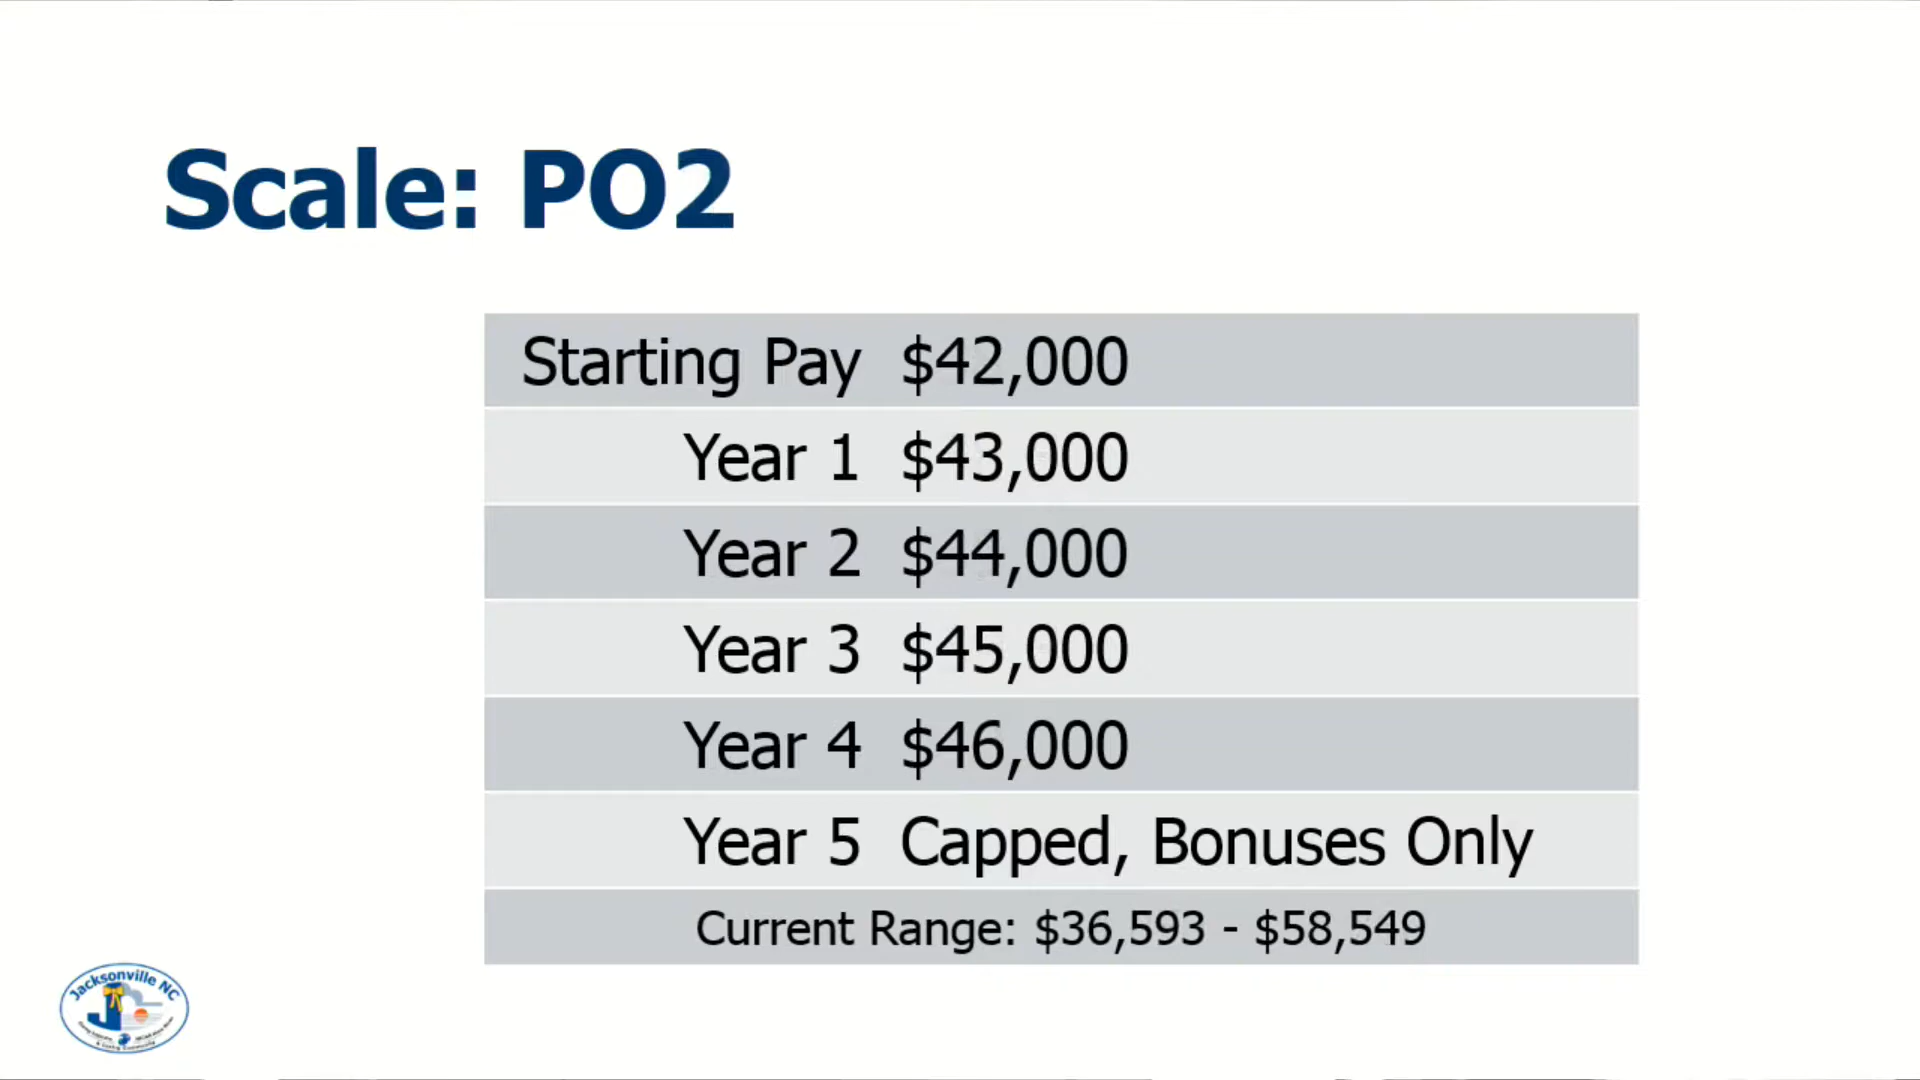 Scale: PO2
Starting Pay $42,000
Year 1 $43,000
Year 2 $44,000
Year 3 $45,000
Year 4 $46,000
Year 5 Capped, Bonuses Only
Current Range: $36,593 - $58,549
Jacksonville NC